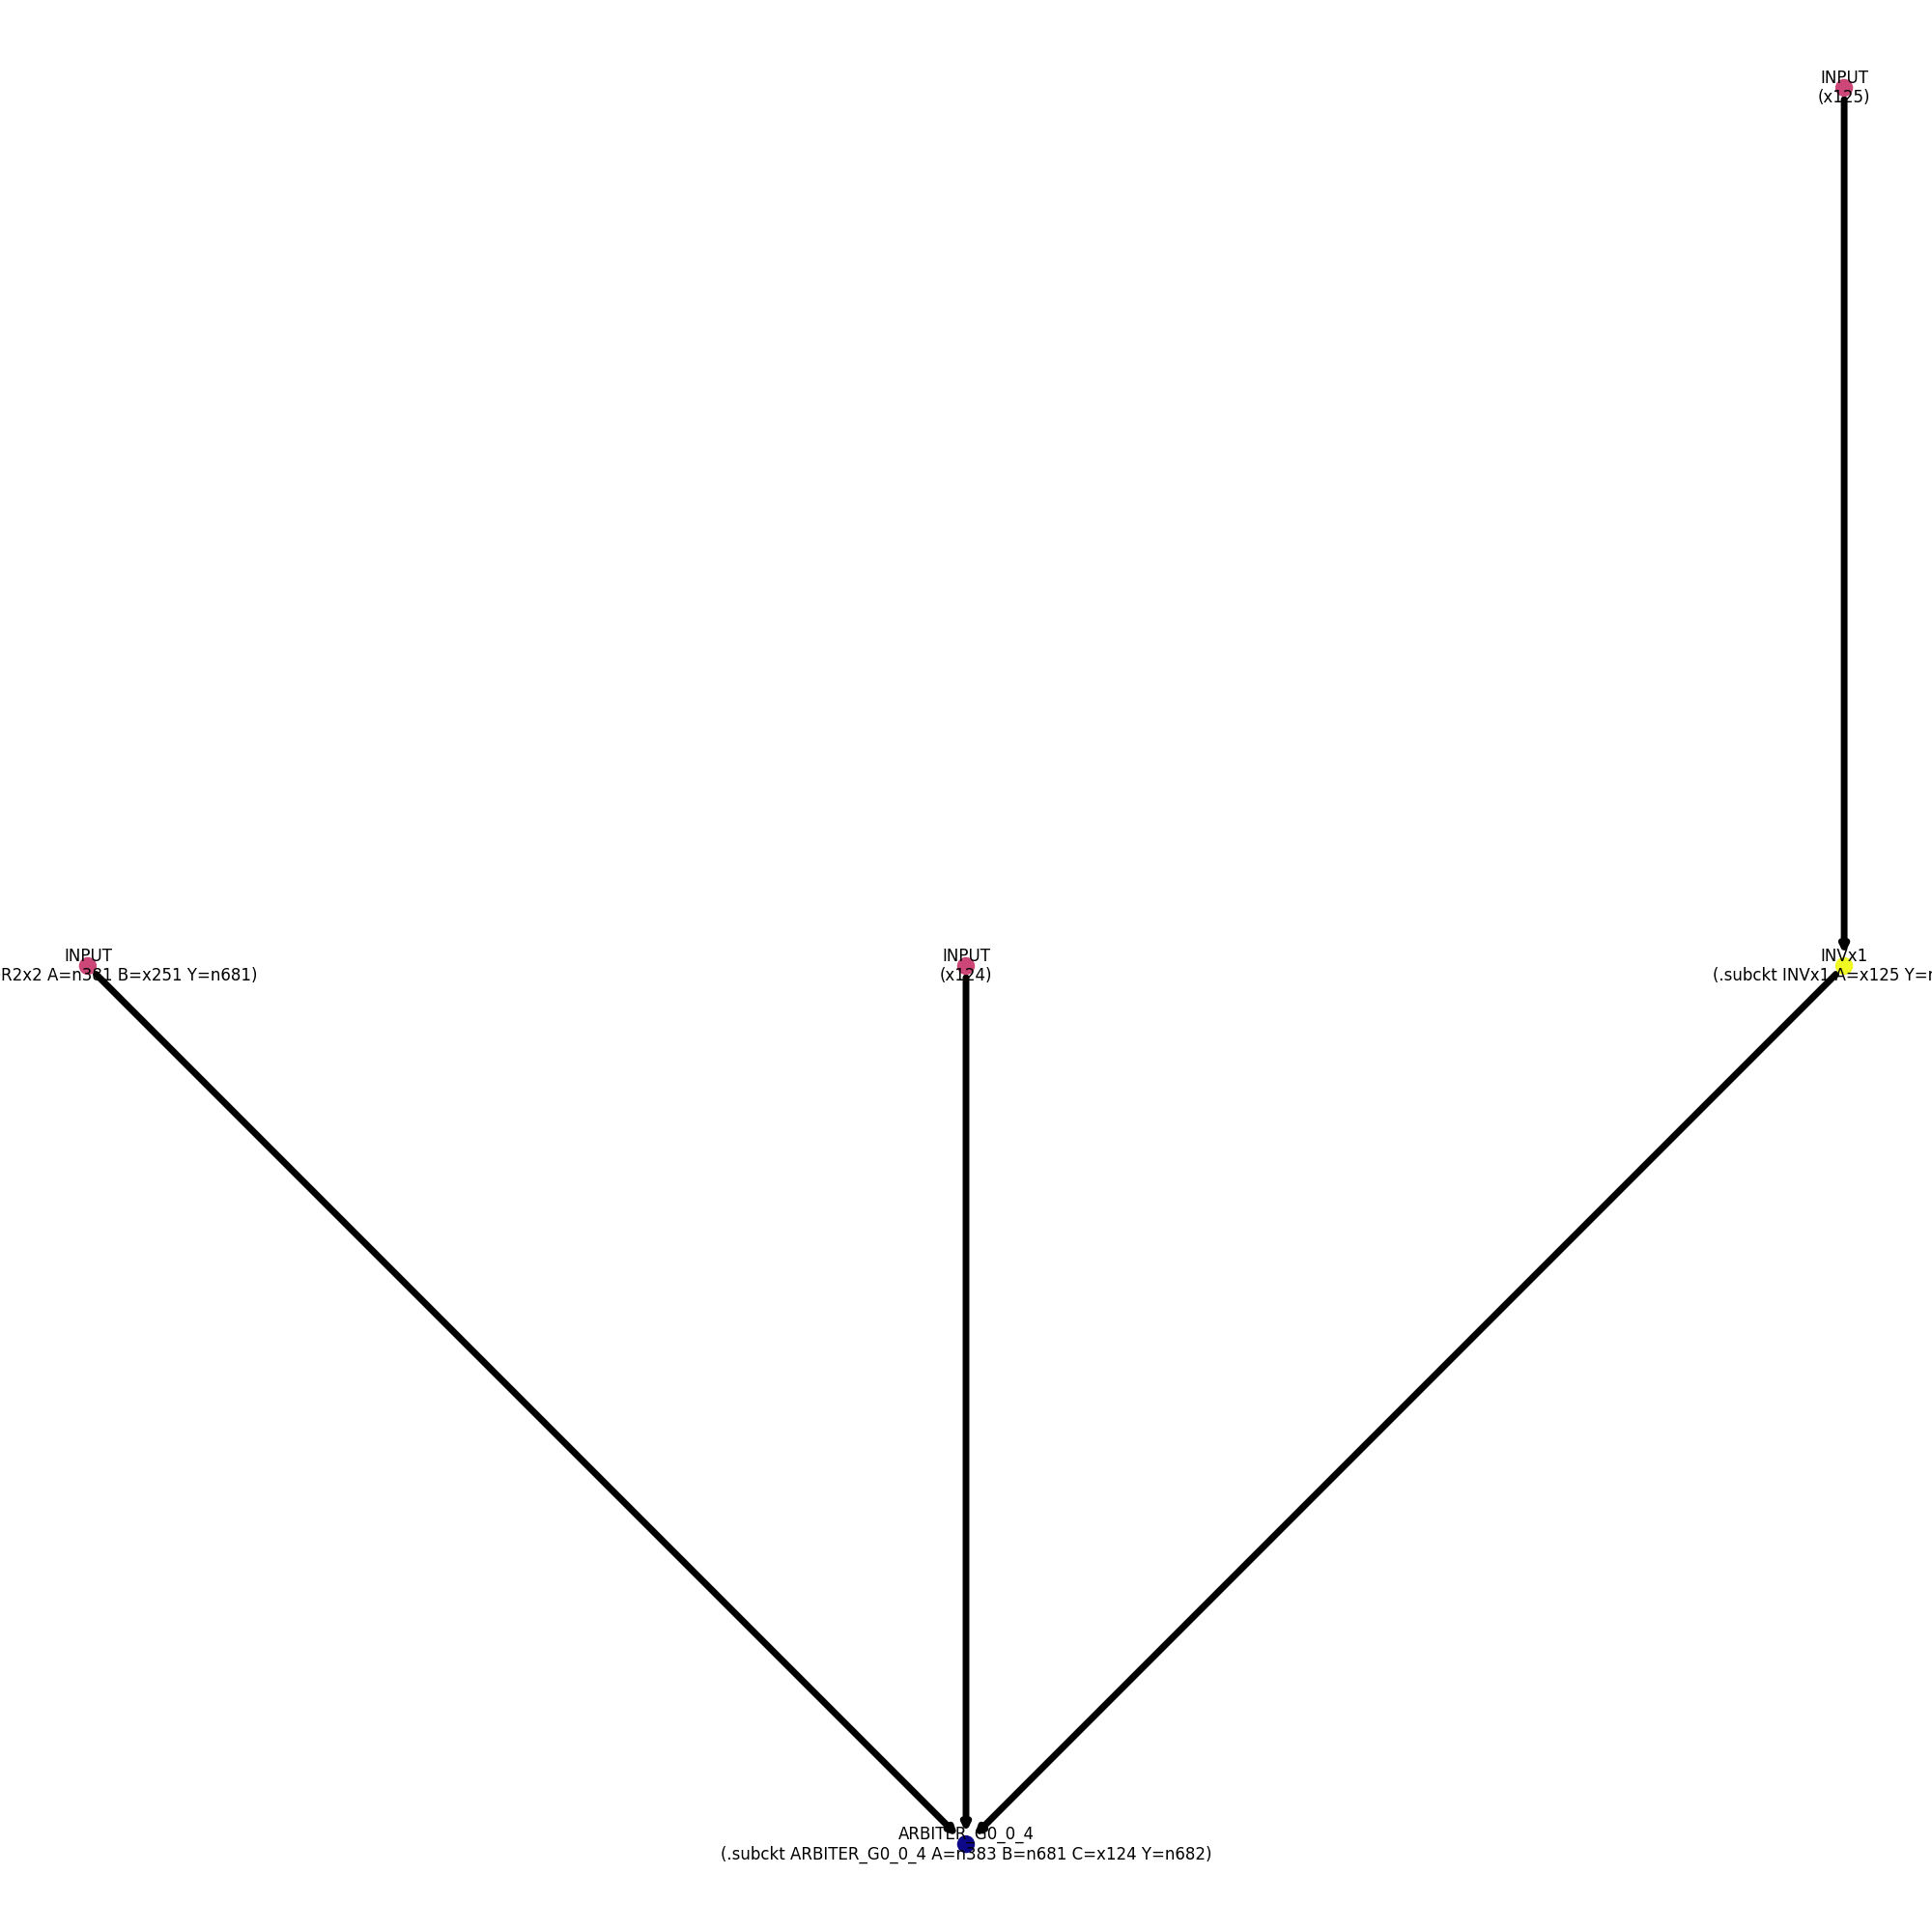 INPUT
(x125)
INPUT
R2x2 A=n381 B=x251 Y=n681)
INPUT
(x124)
INVx1
(.subckt INVx1 A=x125 Y=
ARBITER_G0_0_4
(.subckt ARBITER_G0_0_4 A=n383 B=n681 C=x124 Y=n682)